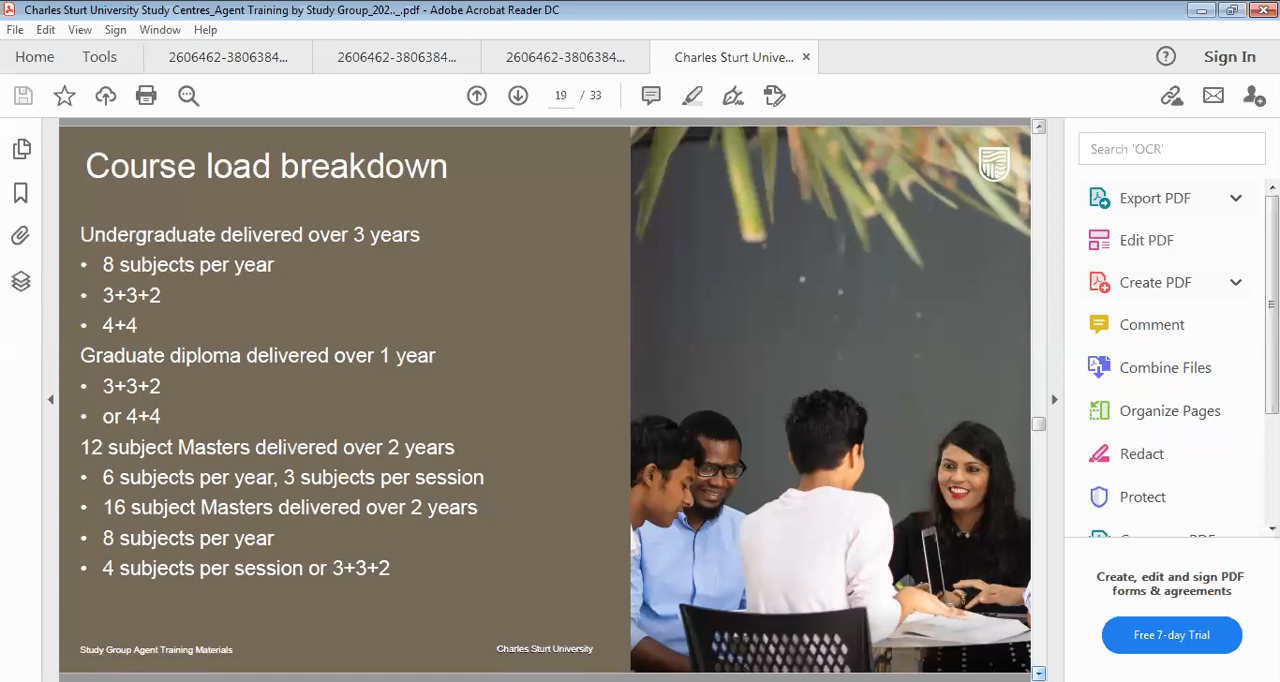 Charles Sturt University Study Centres_Agent Training by Study Group_202..._.pdf - Adobe Acrobat Reader DC
File Edit View Sign Window Help
Home Tools 2606462-3806384... 2606462-3806384... 2606462-3806384... Charles Sturt Unive... × Sign In
19 / 33
Course load breakdown
Undergraduate delivered over 3 years
• 8 subjects per year
• 3+3+2
• 4+4
Graduate diploma delivered over 1 year
• 3+3+2
• or 4+4
12 subject Masters delivered over 2 years
• 6 subjects per year, 3 subjects per session
• 16 subject Masters delivered over 2 years
• 8 subjects per year
• 4 subjects per session or 3+3+2
Study Group Agent Training Materials
Charles Sturt University
Search 'OCR'
Export PDF
Edit PDF
Create PDF
Comment
Combine Files
Organize Pages
Redact
Protect
Create, edit and sign PDF
forms & agreements
Free 7-day Trial